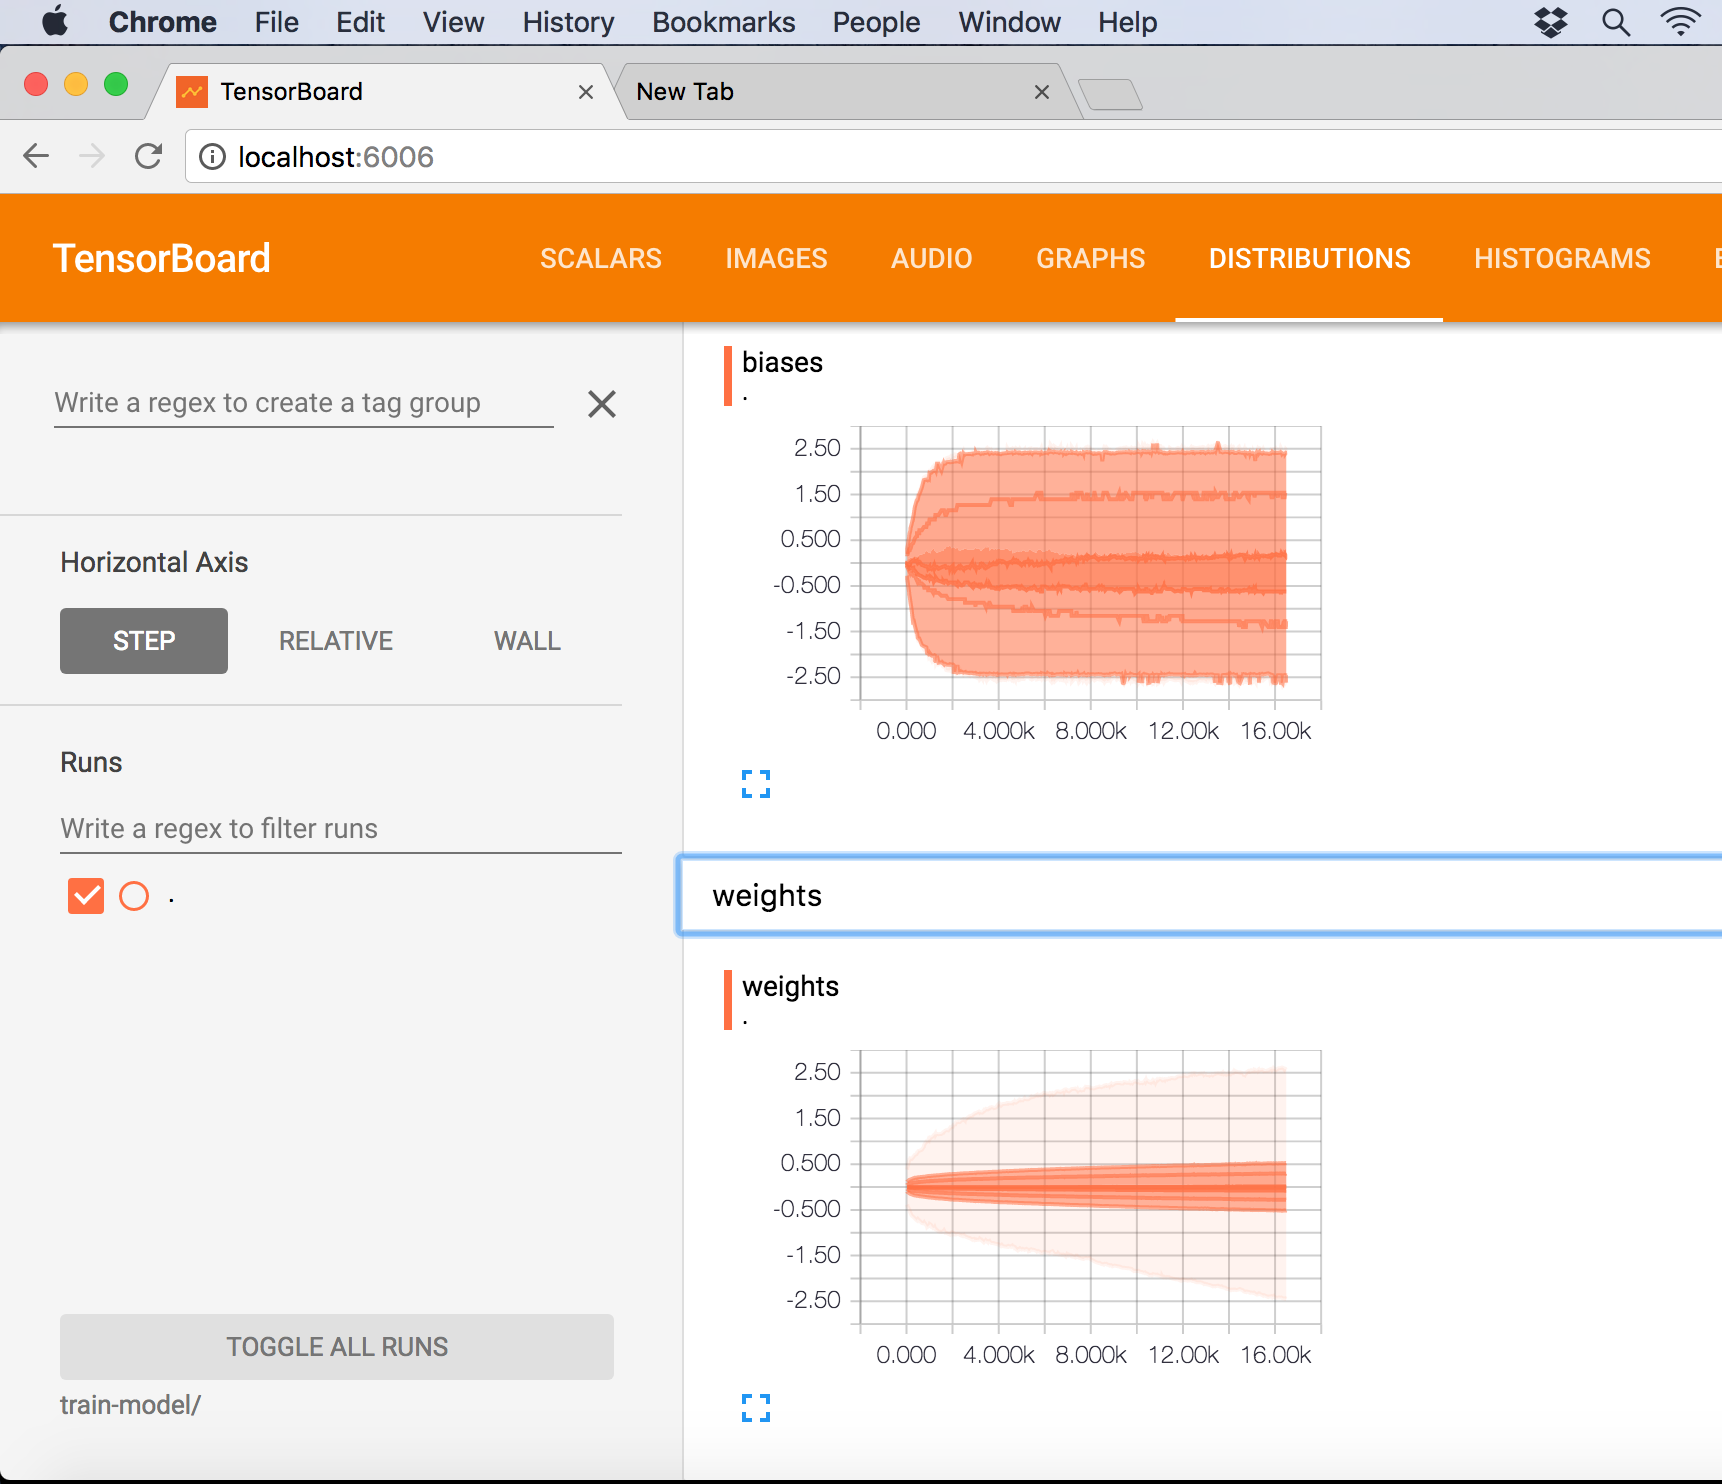 Chrome File Edit View History Bookmarks People Window Help
TensorBoard
New Tab
localhost:6006
TensorBoard
SCALARS IMAGES AUDIO GRAPHS DISTRIBUTIONS HISTOGRAMS
Write a regex to create a tag group
Horizontal Axis
STEP RELATIVE WALL
Runs
Write a regex to filter runs
.
TOGGLE ALL RUNS
train-model/
biases
.
2.50
1.50
0.500
-0.500
-1.50
-2.50
0.000 4.000k 8.000k 12.00k 16.00k
weights
weights
.
2.50
1.50
0.500
-0.500
-1.50
-2.50
0.000 4.000k 8.000k 12.00k 16.00k